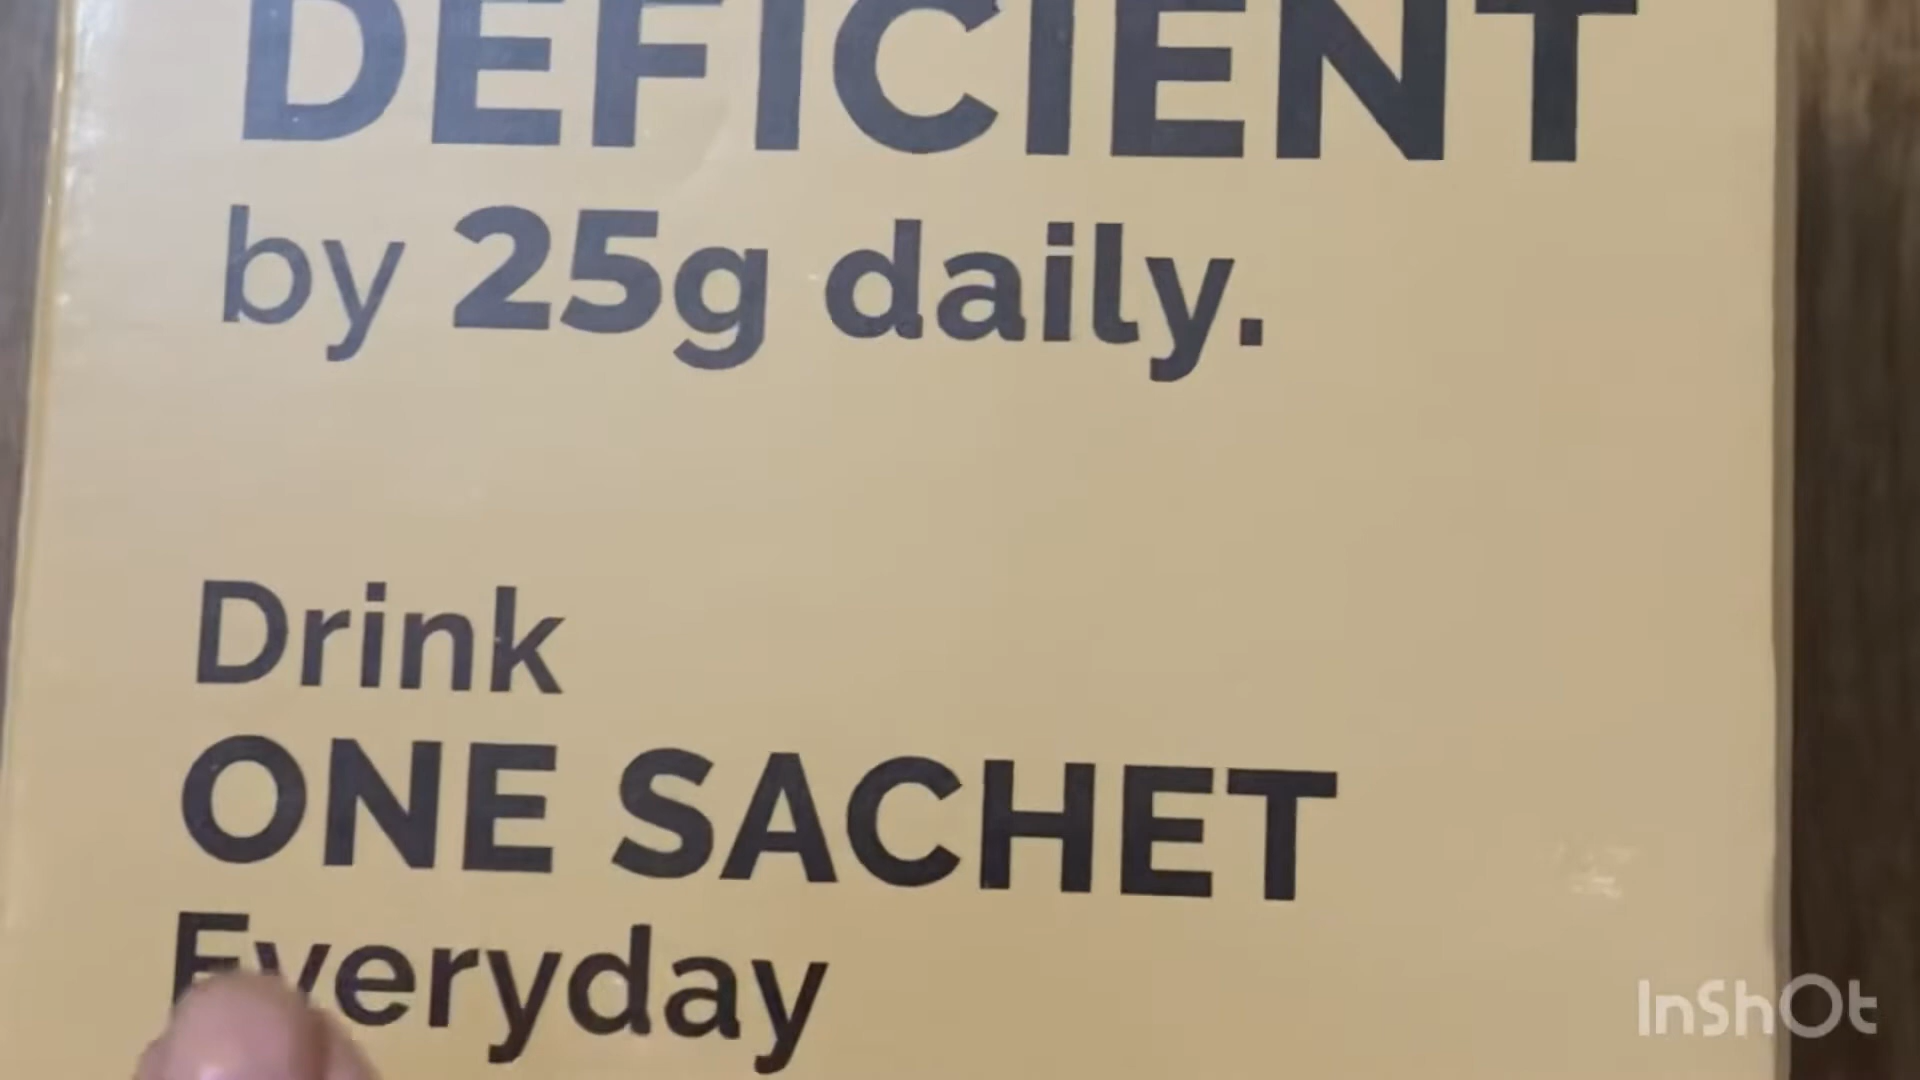 DEFICIENT
by 25g daily.
Drink
ONE SACHET
Everyday
InShOt